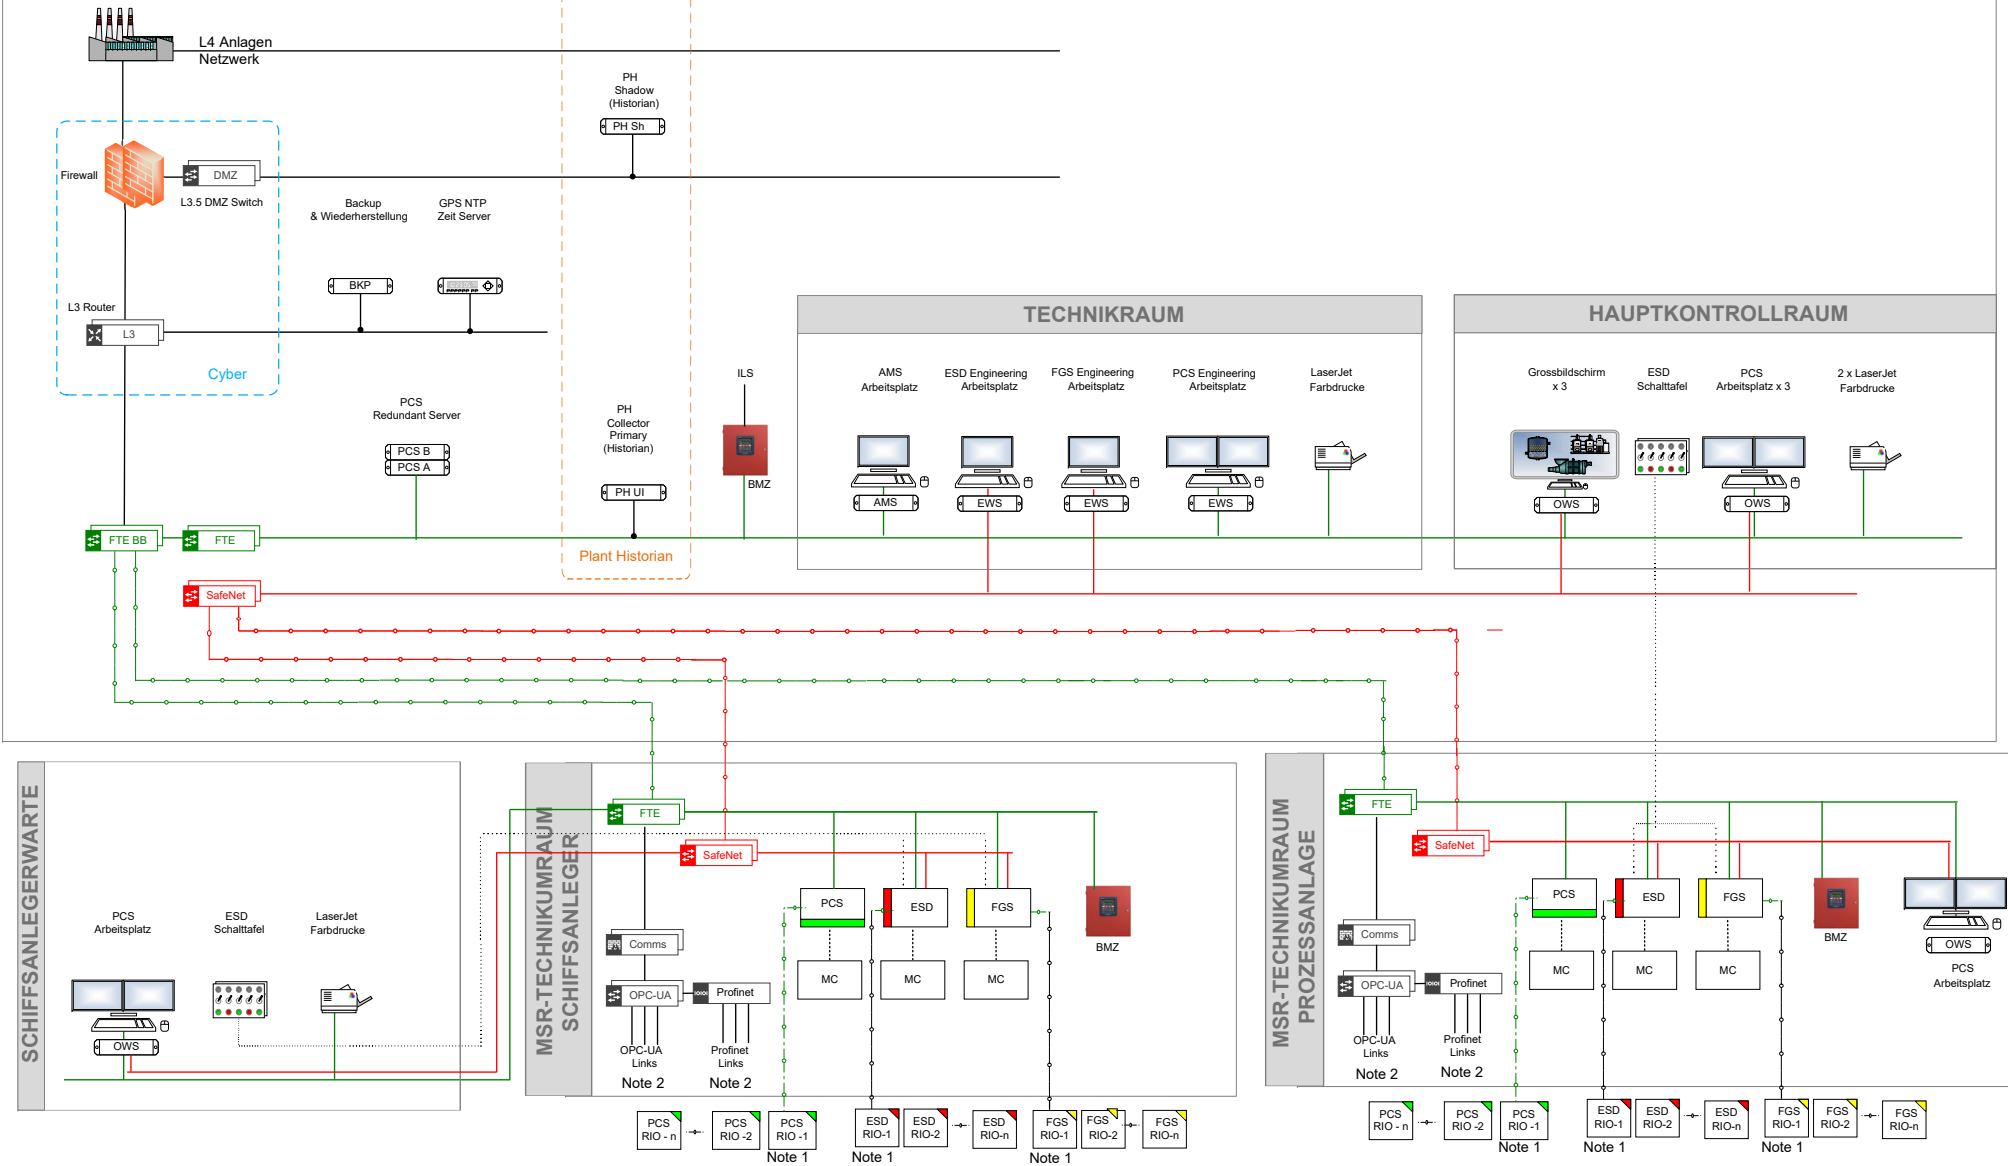 L4 Anlagen
Netzwerk
PH
Shadow
(Historian)
PH Sh
Firewall
DMZ
L3.5 DMZ Switch
Backup
& Wiederherstellung
GPS NTP
Zeit Server
BKP
L3 Router
L3
Cyber
PCS
Redundant Server
PCS B
PCS A
PH
Collector
Primary
(Historian)
PH UI
Plant Historian
ILS
BMZ
FTE BB
FTE
SafeNet
TECHNIKRAUM
AMS
Arbeitsplatz
ESD Engineering
Arbeitsplatz
FGS Engineering
Arbeitsplatz
PCS Engineering
Arbeitsplatz
LaserJet
Farbdrucke
AMS
EWS
EWS
EWS
HAUPTKONTROLLRAUM
Grossbildschirm
x 3
ESD
Schalttafel
PCS
Arbeitsplatz x 3
2 x LaserJet
Farbdrucke
OWS
OWS
SCHIFFSANLEGERWARTE
PCS
Arbeitsplatz
ESD
Schalttafel
LaserJet
Farbdrucke
OWS
MSR-TECHNIKUMRAUM
SCHIFFSANLEGER
FTE
SafeNet
PCS
ESD
FGS
BMZ
Comms
MC
MC
MC
OPC-UA
Profinet
OPC-UA
Links
Profinet
Links
Note 2
Note 2
PCS
RIO - n
PCS
RIO -2
PCS
RIO -1
ESD
RIO-1
ESD
RIO-2
ESD
RIO-n
FGS
RIO-1
FGS
RIO-2
FGS
RIO-n
Note 1
Note 1
Note 1
MSR-TECHNIKUMRAUM
PROZESSANLAGE
FTE
SafeNet
PCS
ESD
FGS
BMZ
OWS
PCS
Arbeitsplatz
Comms
MC
MC
MC
OPC-UA
Profinet
OPC-UA
Links
Profinet
Links
Note 2
Note 2
PCS
RIO - n
PCS
RIO -2
PCS
RIO -1
ESD
RIO-1
ESD
RIO-2
ESD
RIO-n
FGS
RIO-1
FGS
RIO-2
FGS
RIO-n
Note 1
Note 1
Note 1